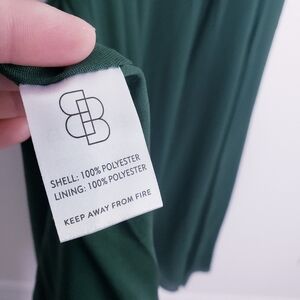 SHELL: 100% POLYESTER
LINING: 100% POLYESTER
KEEP AWAY FROM FIRE